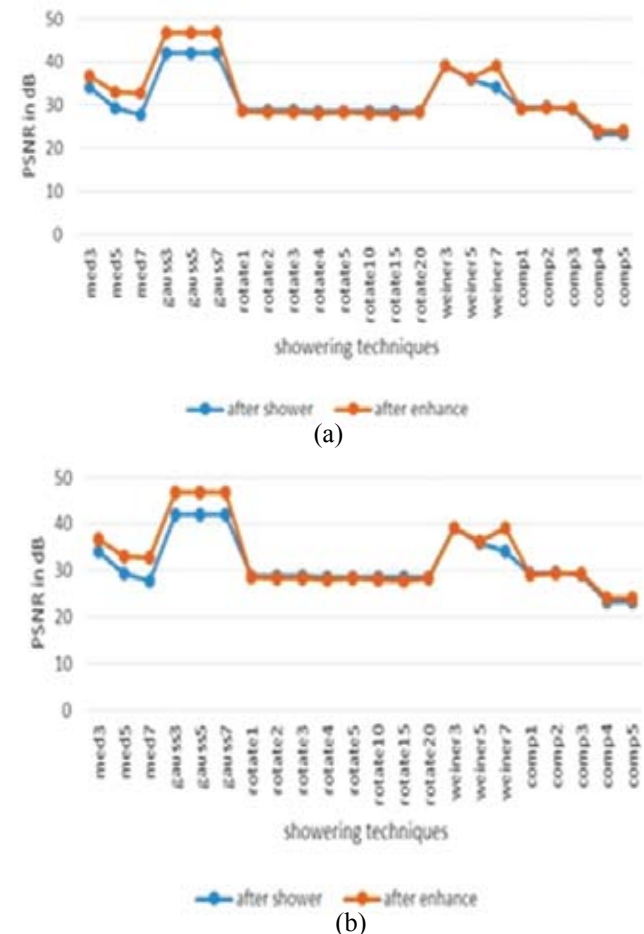 50
40
30
20
10
0
PSNR in dB
med3
med5
med7
gauss3
gauss5
gauss7
rotate1
rotate2
rotate3
rotate4
rotate5
rotate10
rotate15
rotate20
weiner3
weiner5
weiner7
comp1
comp2
comp3
comp4
comp5
showering techniques
after shower after enhance
(a)
50
40
30
20
10
0
PSNR in dB
med3
med5
med7
gauss3
gauss5
gauss7
rotate1
rotate2
rotate3
rotate4
rotate5
rotate10
rotate15
rotate20
weiner3
weiner5
weiner7
comp1
comp2
comp3
comp4
comp5
showering techniques
after shower after enhance
(b)